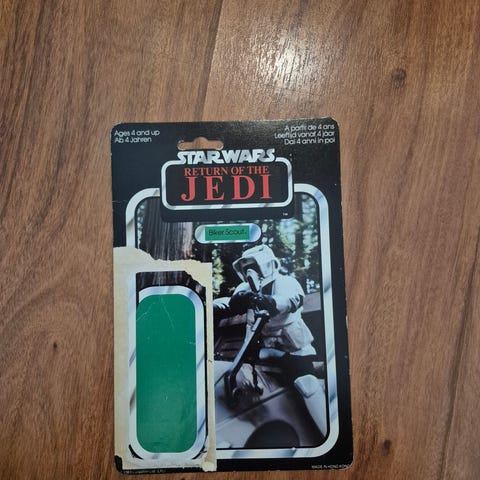 Ages 4 and up
Ab 4 Jahren
A partir de 4 ans
Leeftijd vanaf 4 jaar
Dai 4 anni in poi
STAR WARS
RETURN OF THE
JEDI
TM
Biker Scout
MADE IN HONG KONG